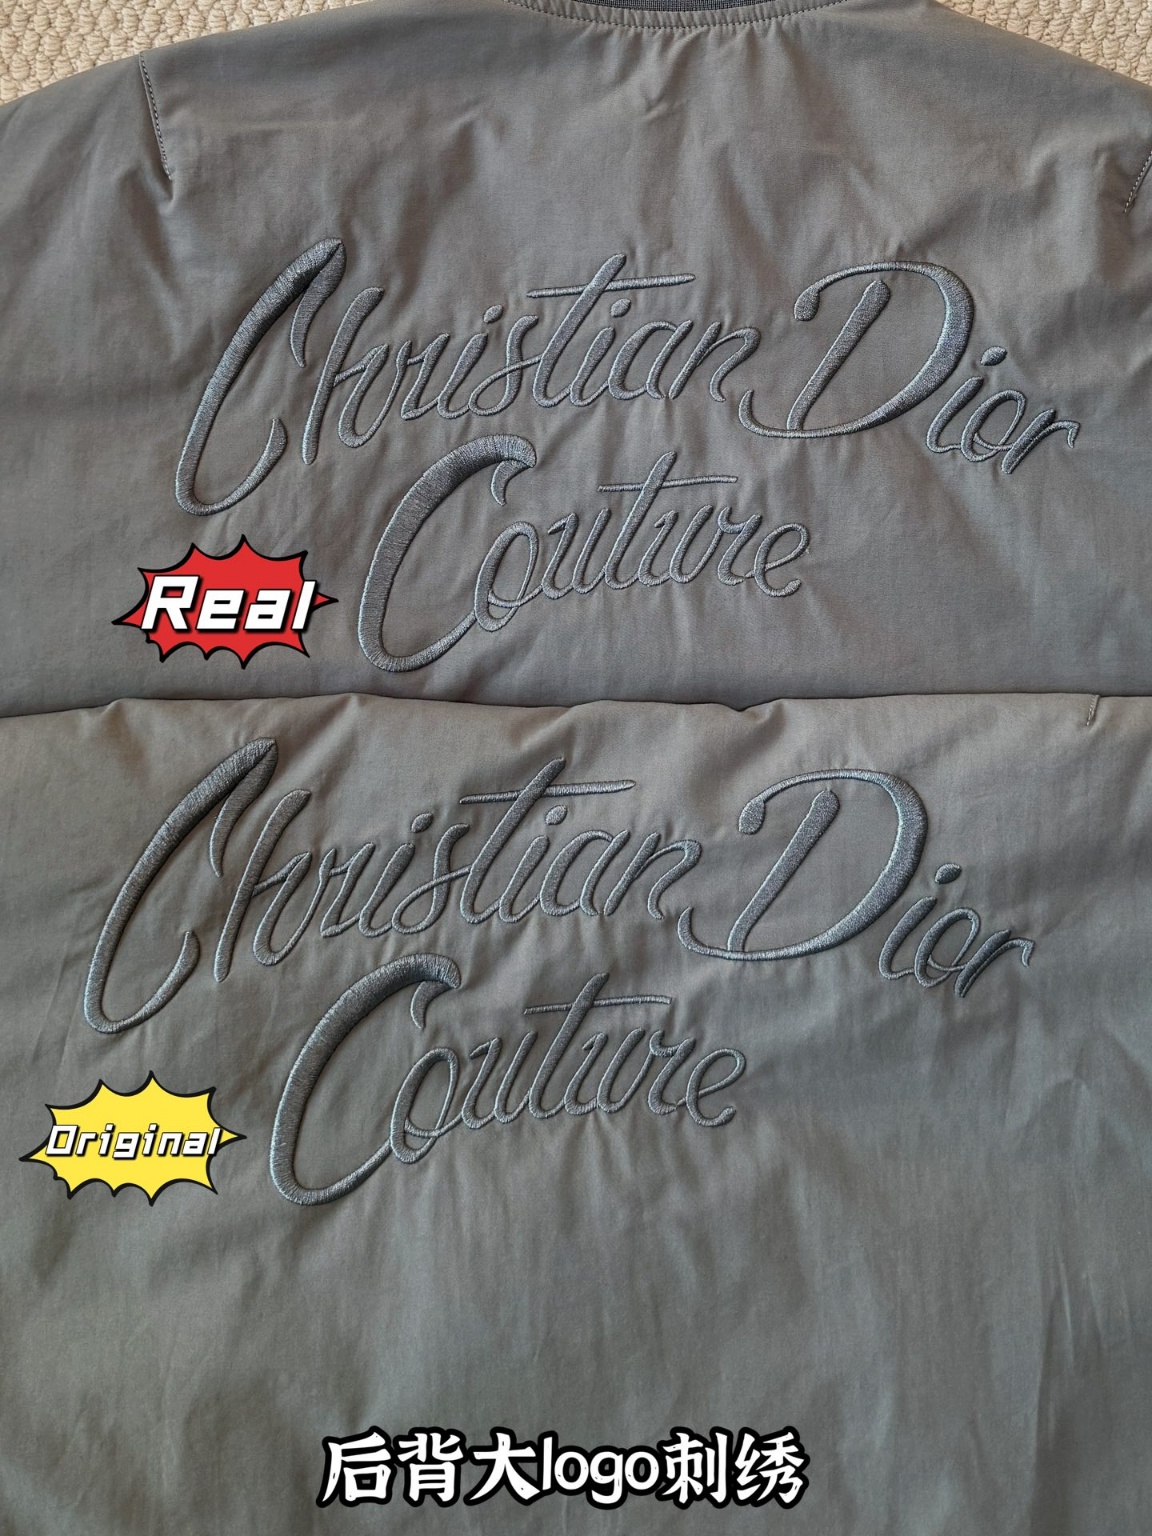 Christian Dior
Couture
Real
Christian Dior
Couture
Original
后背大logo刺绣